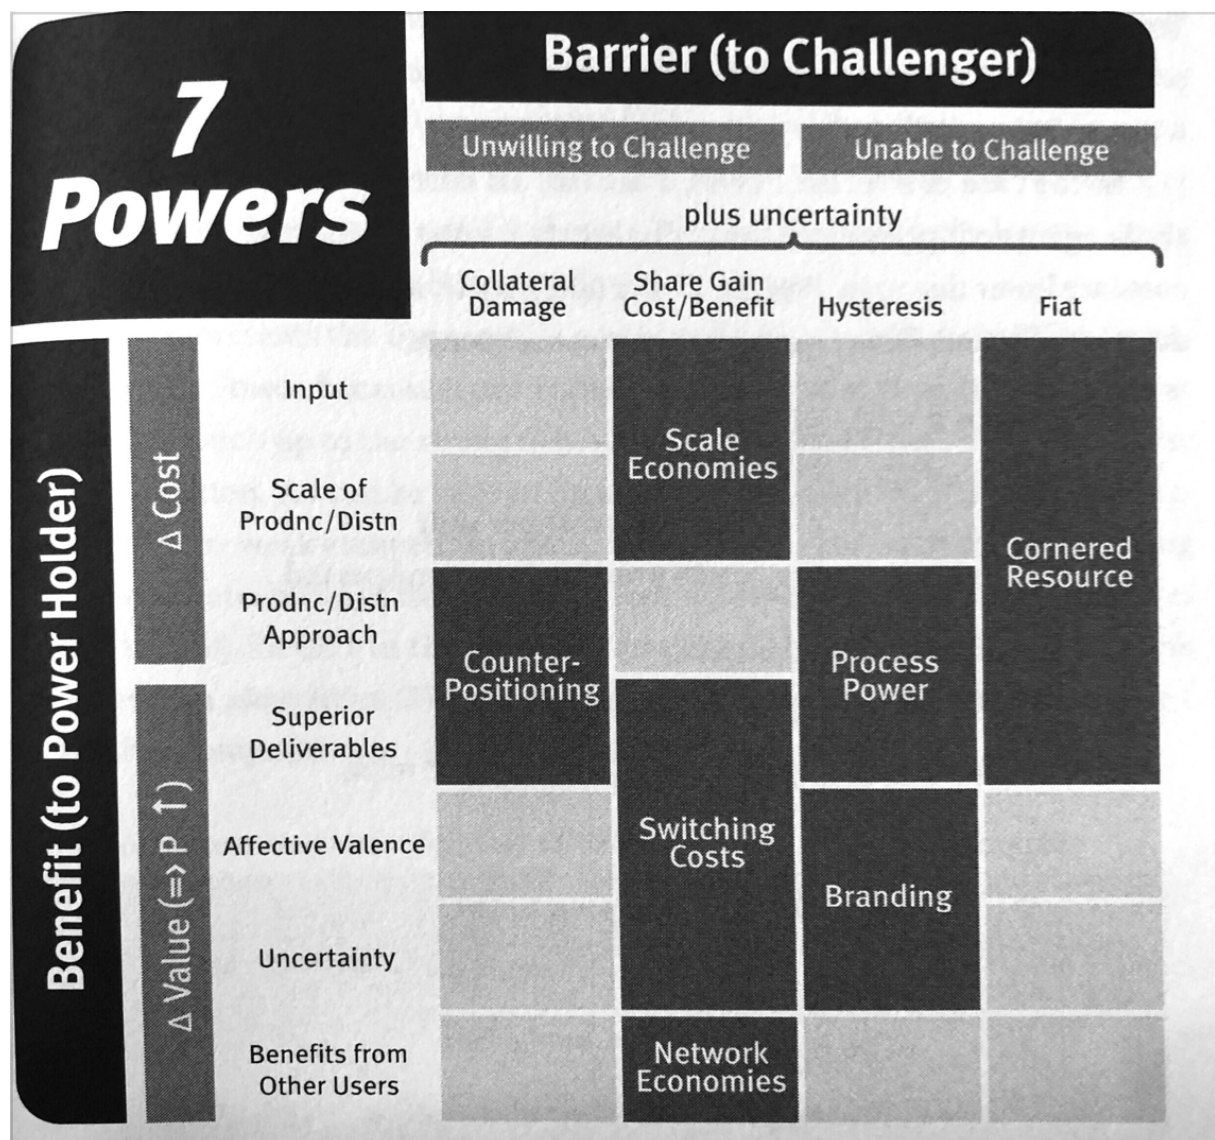 7
Powers
Barrier (to Challenger)
Unwilling to Challenge
Unable to Challenge
plus uncertainty
Collateral
Damage
Share Gain
Cost/Benefit
Hysteresis
Fiat
Benefit (to Power Holder)
Δ Cost
Δ Value (=> P ↑)
Input
Scale of
Prodnc/Distn
Prodnc/Distn
Approach
Superior
Deliverables
Affective Valence
Uncertainty
Benefits from
Other Users
Scale
Economies
Cornered
Resource
Counter-
Positioning
Process
Power
Switching
Costs
Branding
Network
Economies